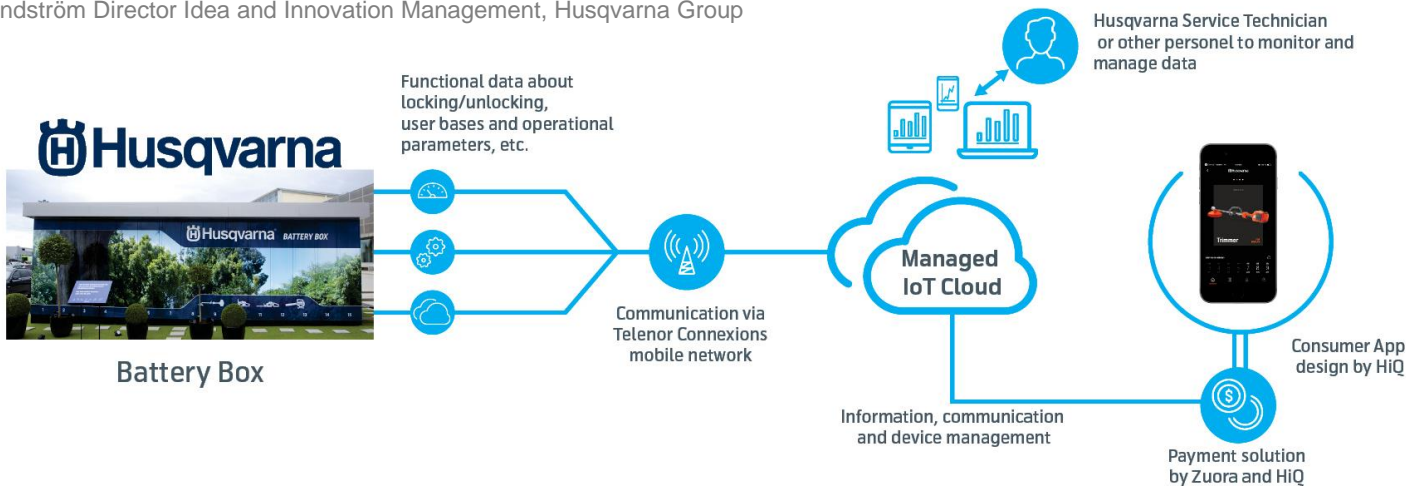 ndström Director Idea and Innovation Management, Husqvarna Group
Husqvarna Service Technician
or other personel to monitor and
manage data
Functional data about
locking/unlocking,
user bases and operational
parameters, etc.
Husqvarna
Husqvarna BATTERY BOX
Battery Box
Communication via
Telenor Connexions
mobile network
Managed
IoT Cloud
Husqvarna
Trimmer
Consumer App
design by HiQ
Information, communication
and device management
Payment solution
by Zuora and HiQ